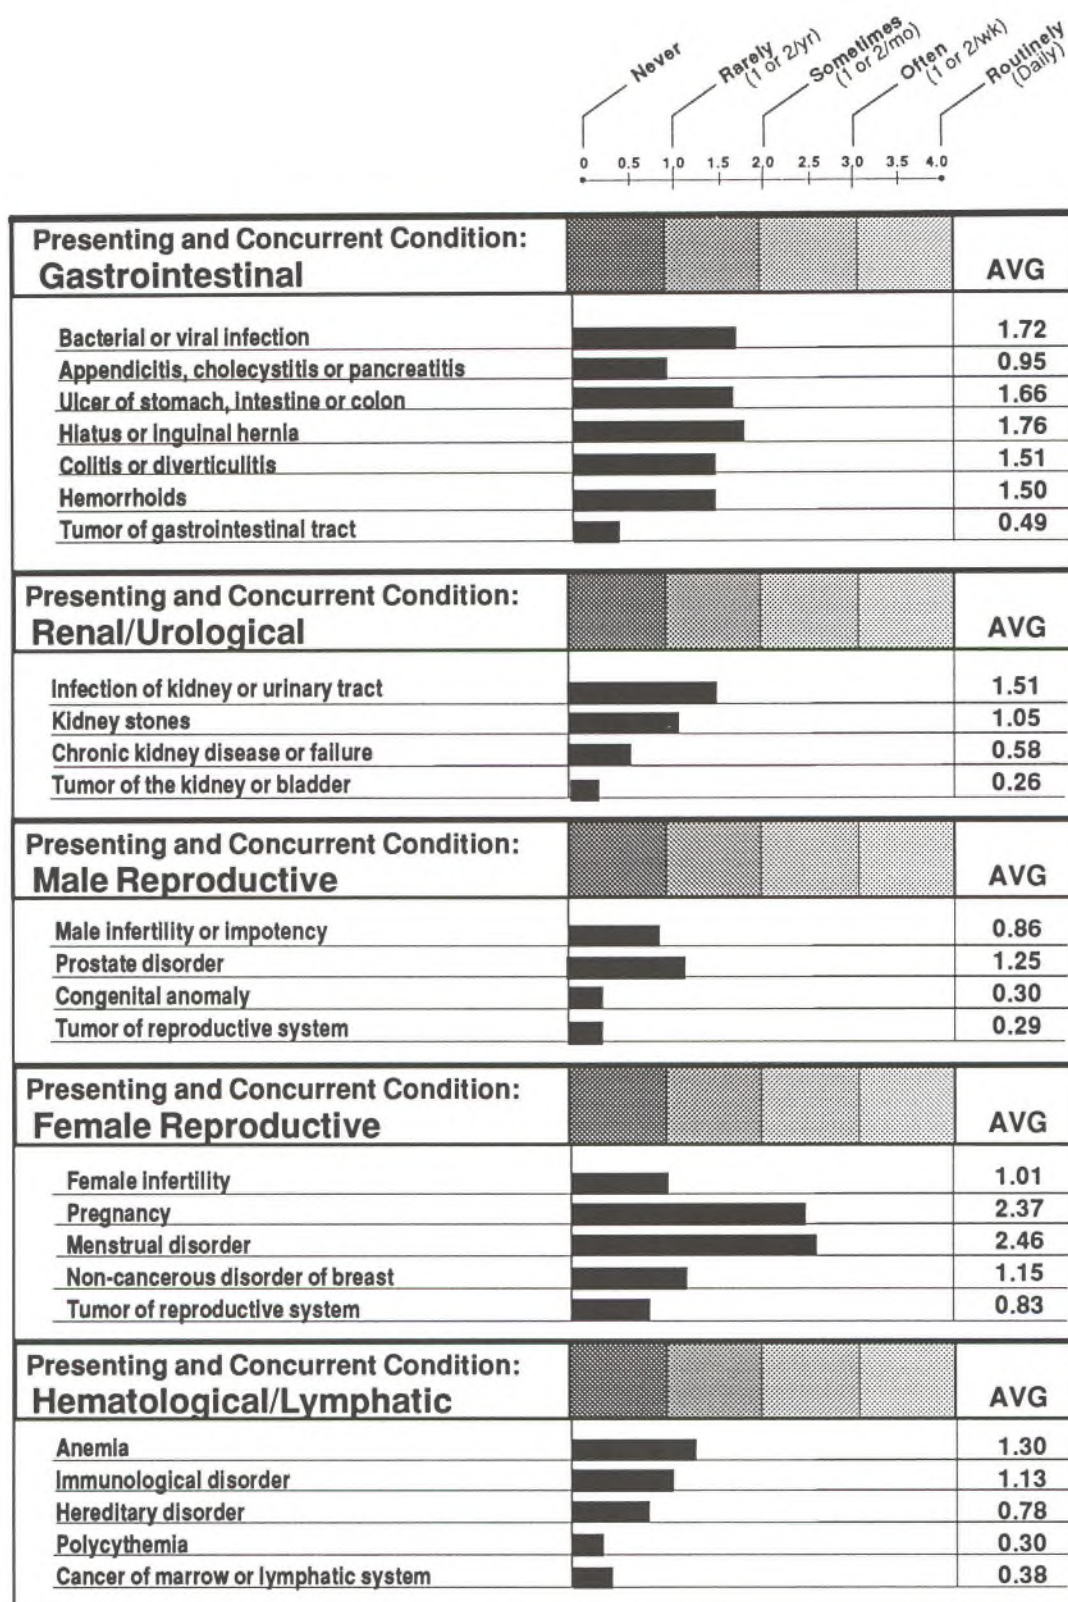 Never
Rarely
(1 or 2/yr)
Sometimes
(1 or 2/mo)
Often
(1 or 2/wk)
Routinely
(Daily)
0 0.5 1.0 1.5 2.0 2.5 3.0 3.5 4.0
Presenting and Concurrent Condition:
Gastrointestinal AVG
Bacterial or viral infection 1.72
Appendicitis, cholecystitis or pancreatitis 0.95
Ulcer of stomach, intestine or colon 1.66
Hiatus or inguinal hernia 1.76
Colitis or diverticulitis 1.51
Hemorrhoids 1.50
Tumor of gastrointestinal tract 0.49
Presenting and Concurrent Condition:
Renal/Urological AVG
Infection of kidney or urinary tract 1.51
Kidney stones 1.05
Chronic kidney disease or failure 0.58
Tumor of the kidney or bladder 0.26
Presenting and Concurrent Condition:
Male Reproductive AVG
Male infertility or impotency 0.86
Prostate disorder 1.25
Congenital anomaly 0.30
Tumor of reproductive system 0.29
Presenting and Concurrent Condition:
Female Reproductive AVG
Female infertility 1.01
Pregnancy 2.37
Menstrual disorder 2.46
Non-cancerous disorder of breast 1.15
Tumor of reproductive system 0.83
Presenting and Concurrent Condition:
Hematological/Lymphatic AVG
Anemia 1.30
Immunological disorder 1.13
Hereditary disorder 0.78
Polycythemia 0.30
Cancer of marrow or lymphatic system 0.38